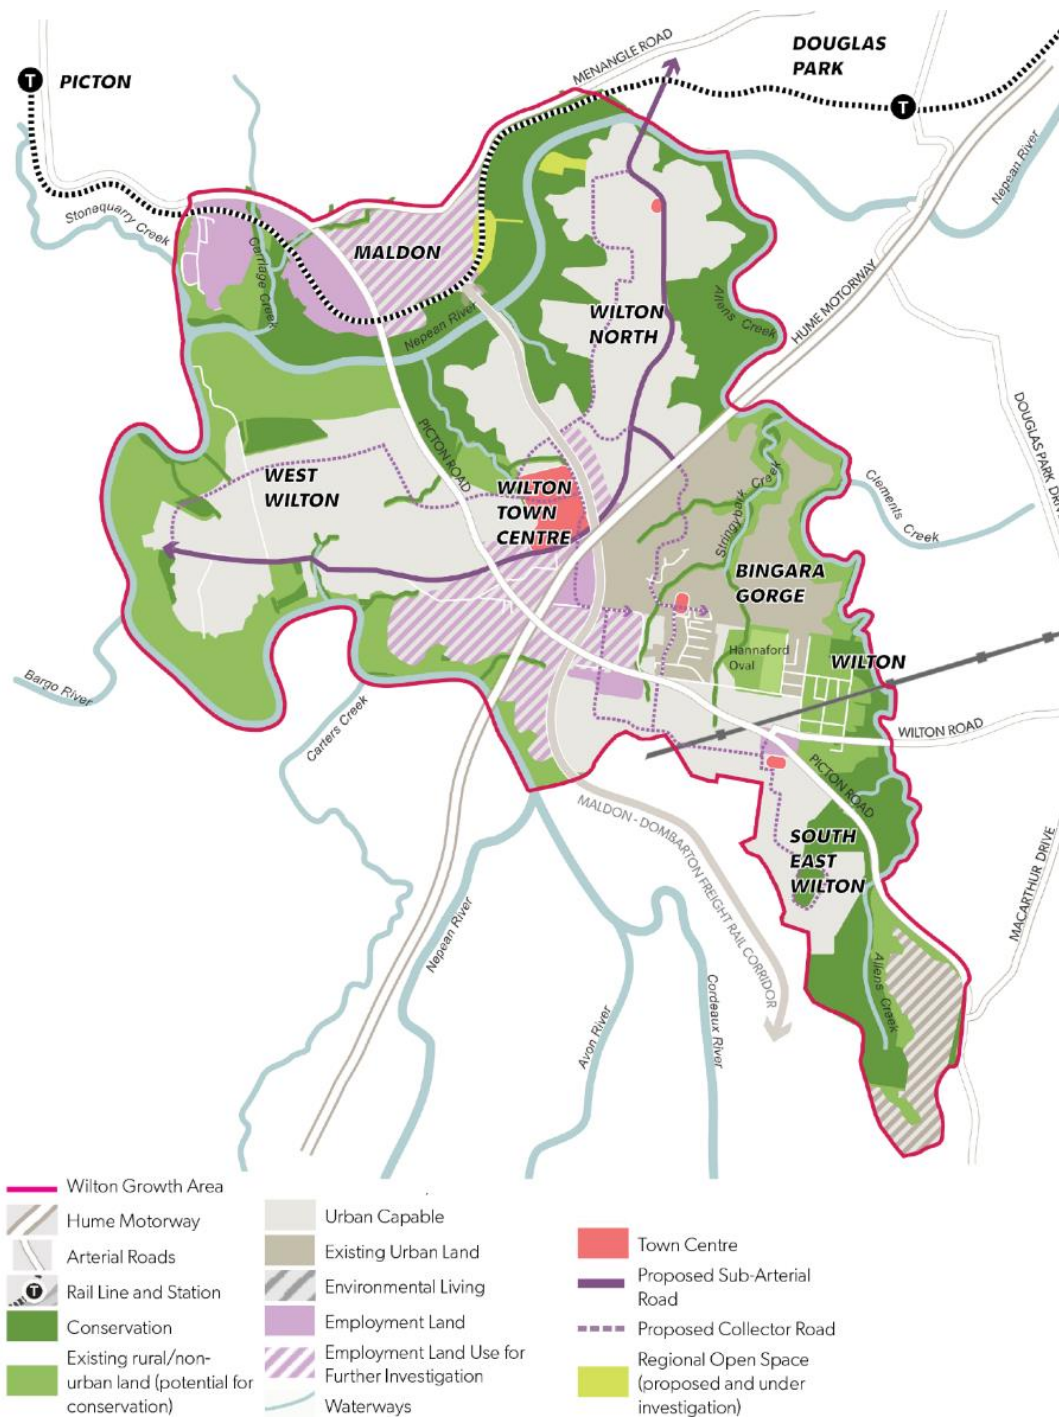 MENANGLE ROAD
DOUGLAS
PARK
T
PICTON
T
Nepean River
Stonequarry Creek
Carriage Creek
MALDON
Nepean River
WILTON
NORTH
Allens Creek
HUME MOTORWAY
DOUGLAS PARK DRIVE
PICTON ROAD
WEST
WILTON
WILTON
TOWN
CENTRE
Stringybark Creek
Clements Creek
BINGARA
GORGE
Hannaford
Oval
WILTON
Bargo River
Carters Creek
WILTON ROAD
PICTON ROAD
MALDON - DOMBARTON FREIGHT RAIL CORRIDOR
SOUTH
EAST
WILTON
MACARTHUR DRIVE
Nepean River
Avon River
Cordeaux River
Allens Creek
Wilton Growth Area
Hume Motorway
Arterial Roads
T
Rail Line and Station
Conservation
Existing rural/non-
urban land (potential for
conservation)
Urban Capable
Existing Urban Land
Environmental Living
Employment Land
Employment Land Use for
Further Investigation
Waterways
Town Centre
Proposed Sub-Arterial
Road
Proposed Collector Road
Regional Open Space
(proposed and under
investigation)